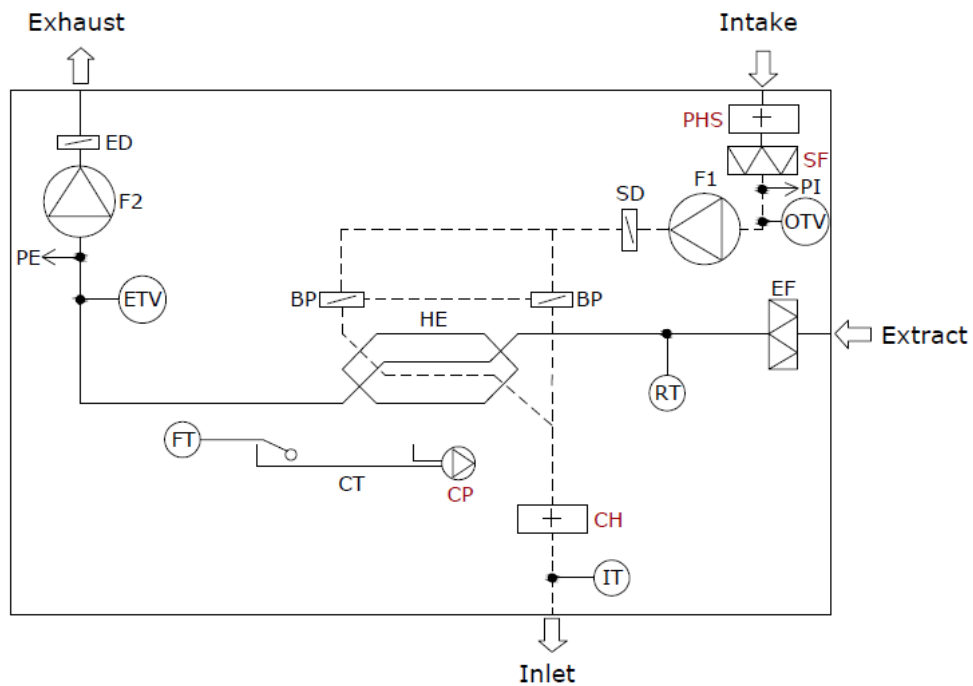 Exhaust
Intake
PHS
ED
SF
F2
SD
F1
PI
OTV
PE
ETV
BP
BP
EF
HE
Extract
RT
FT
CT
CP
CH
IT
Inlet